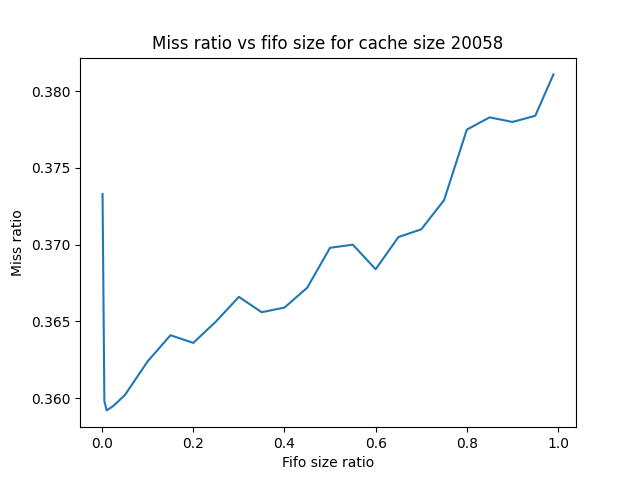 Miss ratio vs fifo size for cache size 20058
0.380
0.375
0.370
0.365
0.360
Miss ratio
0.0 0.2 0.4 0.6 0.8 1.0
Fifo size ratio